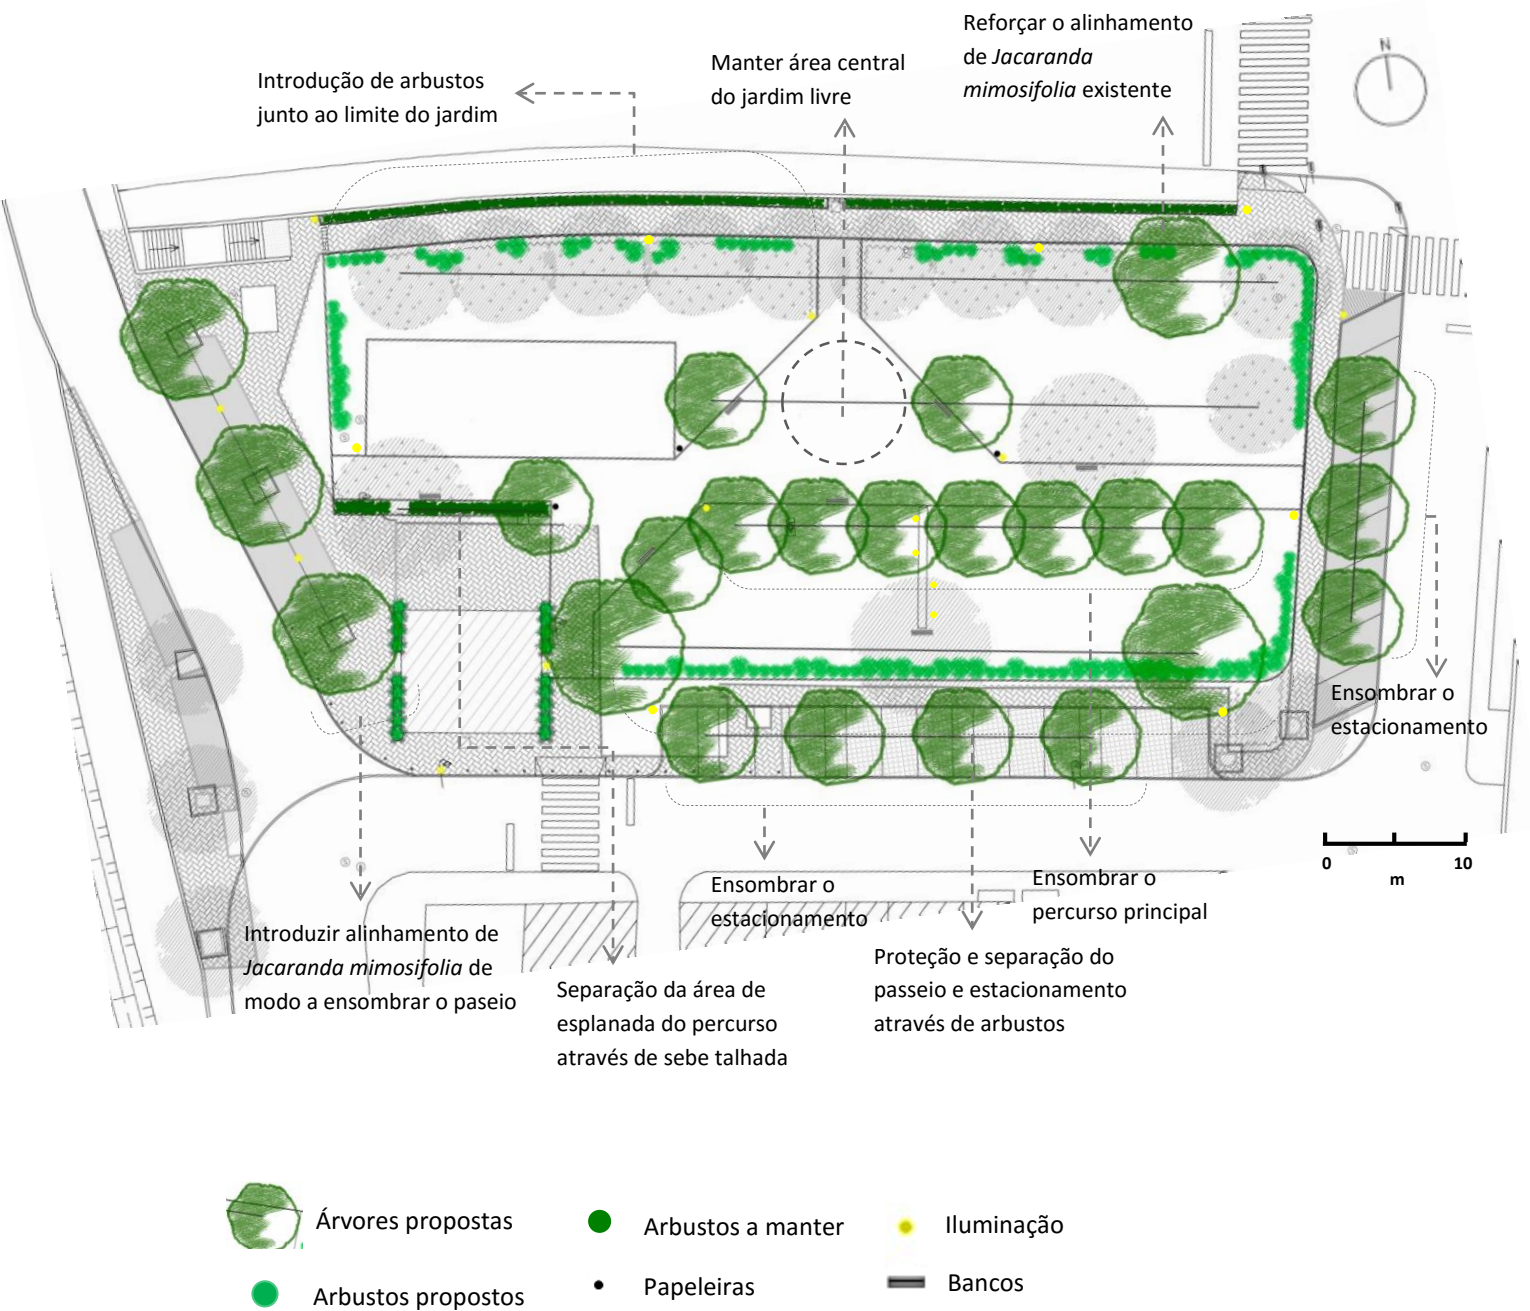 Reforçar o alinhamento
de Jacaranda
mimosifolia existente
Manter área central
do jardim livre
Introdução de arbustos
junto ao limite do jardim
N
Ensombrar o
estacionamento
0 10
m
Ensombrar o
estacionamento
Ensombrar o
percurso principal
Introduzir alinhamento de
Jacaranda mimosifolia de
modo a ensombrar o paseio
Separação da área de
esplanada do percurso
através de sebe talhada
Proteção e separação do
passeio e estacionamento
através de arbustos
Árvores propostas
Arbustos a manter
Iluminação
Arbustos propostos
Papeleiras
Bancos